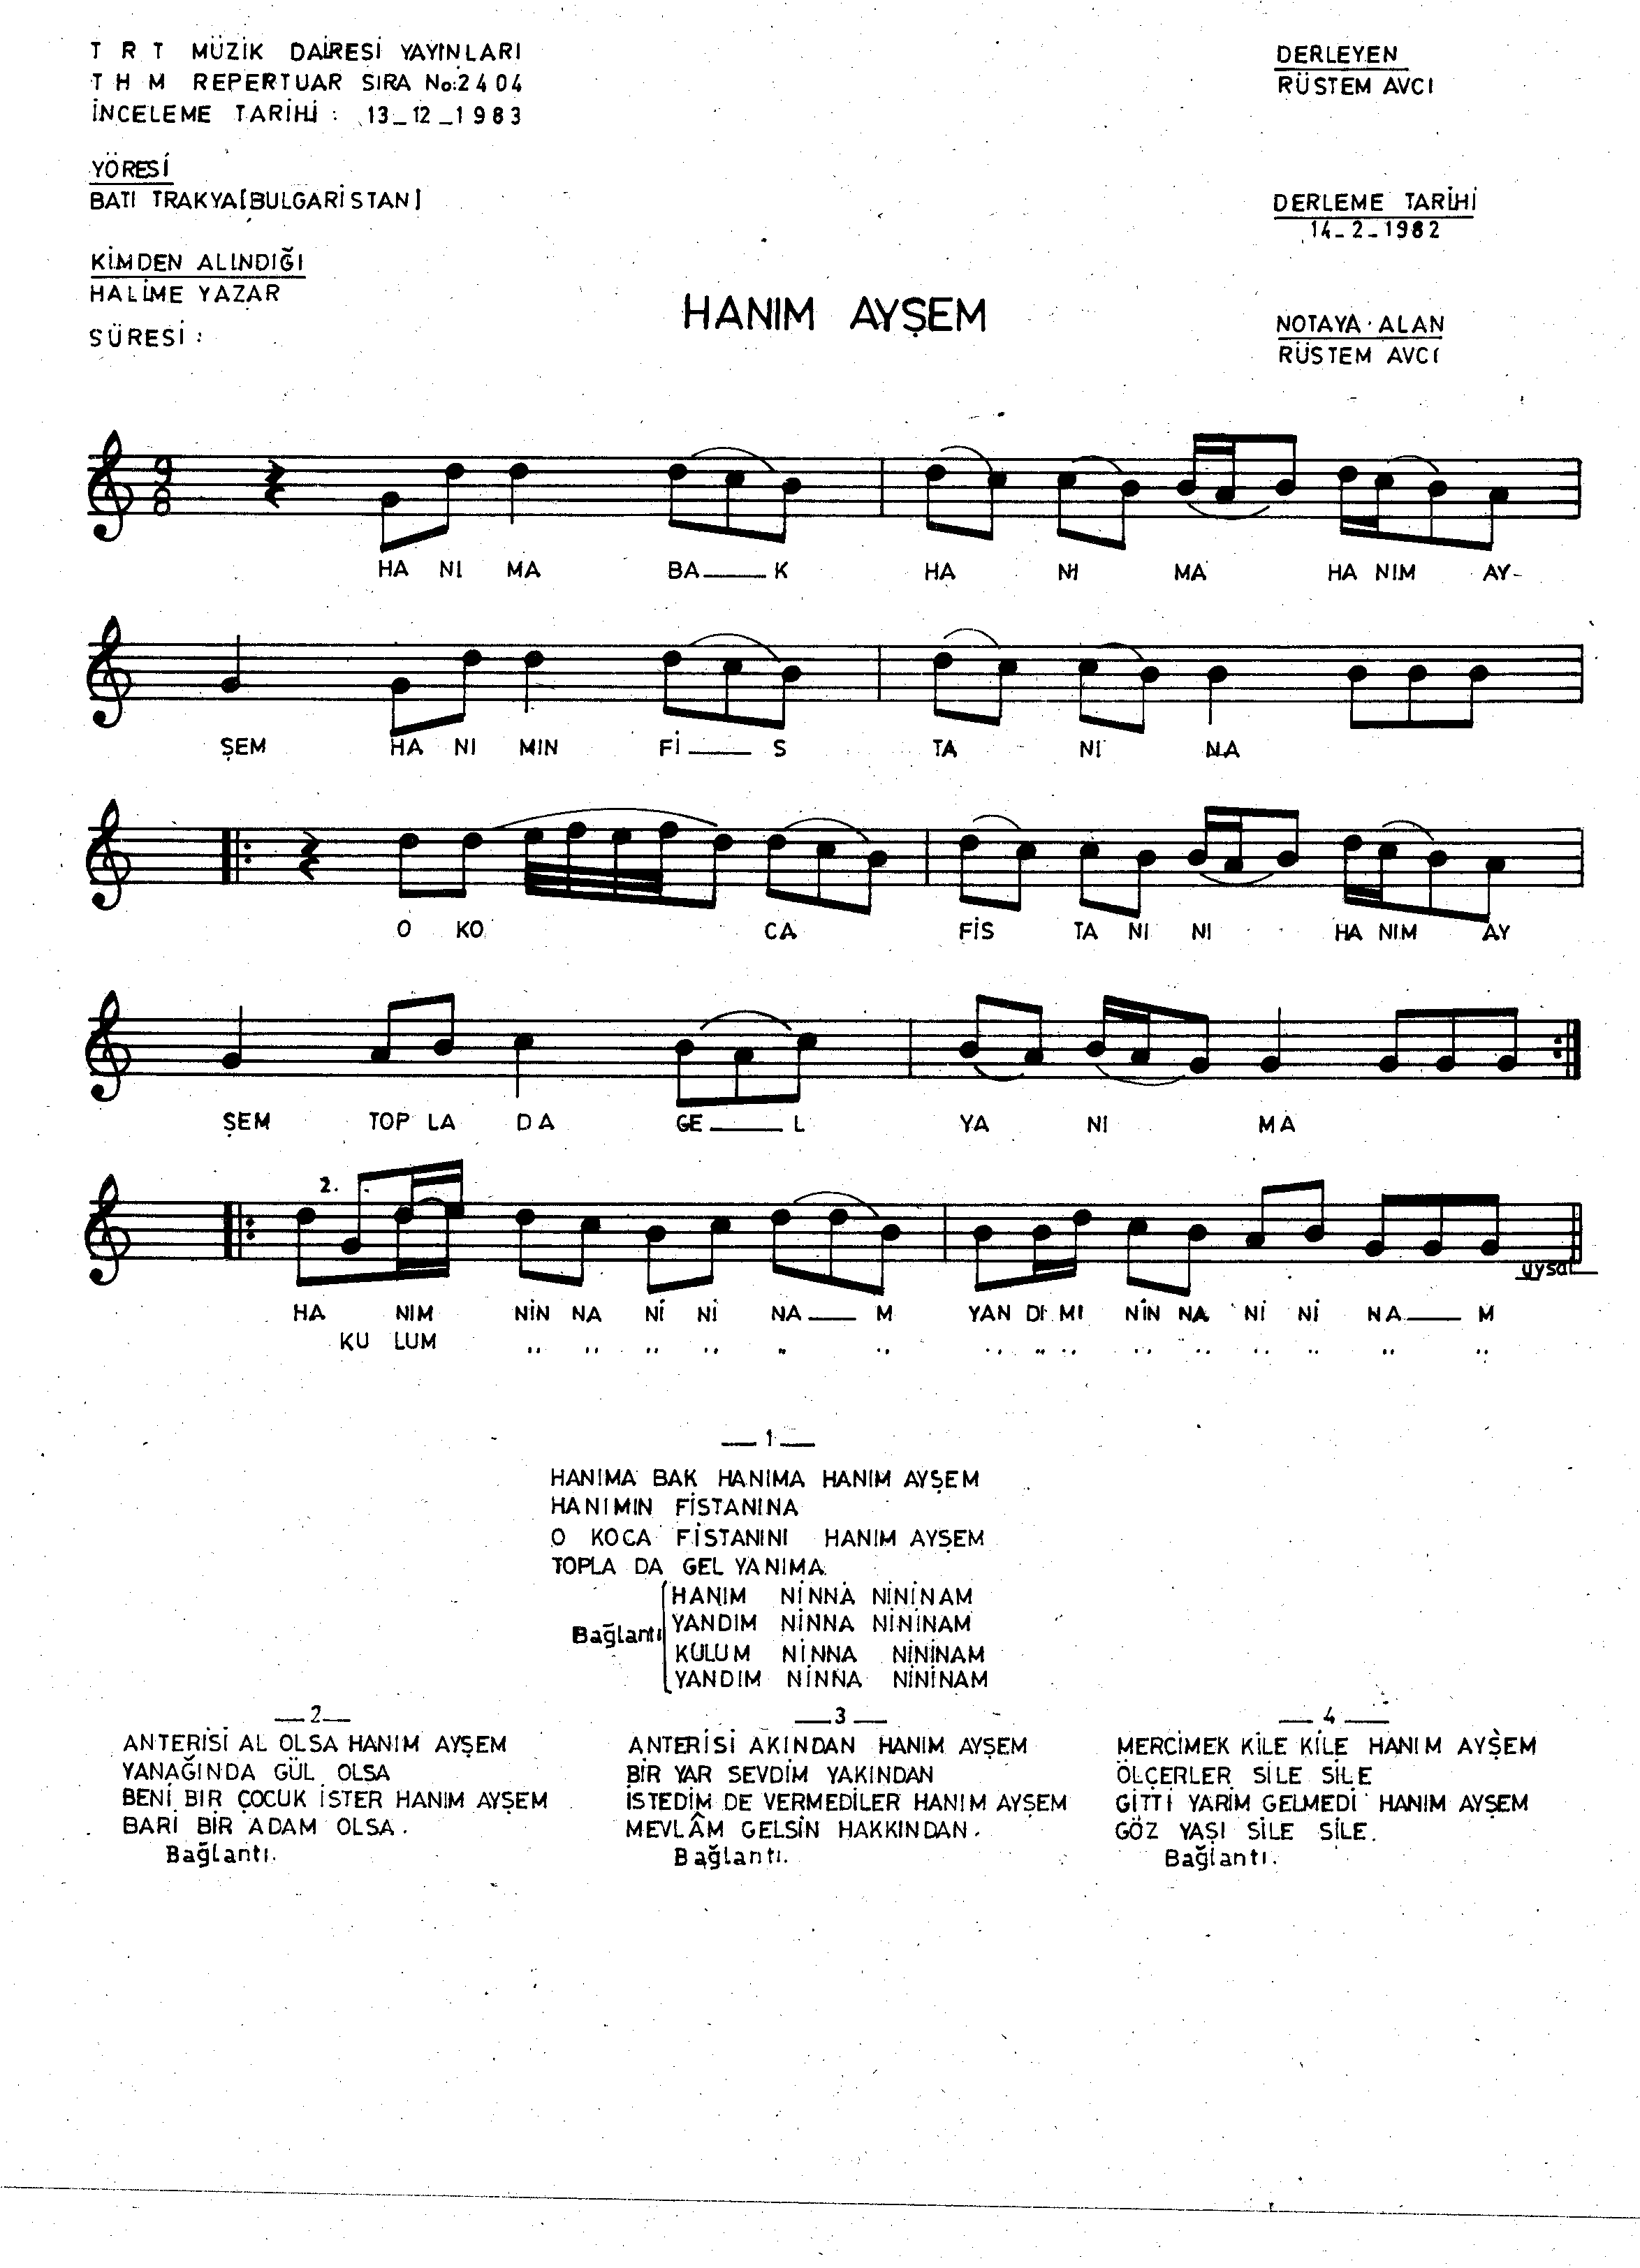 T R T MÜZİK DAİRESİ YAYINLARI
T H M REPERTUAR SIRA No:2404
İNCELEME TARİHİ : 13_12_1983
YÖRESİ
BATI TRAKYA[BULGARİSTAN]
KİMDEN ALINDIĞI
HALİME YAZAR
SÜRESİ :
DERLEYEN
RÜSTEM AVCI
DERLEME TARİHİ
14_2_1982
NOTAYA ALAN
RÜSTEM AVCI
HANIM AYŞEM
9
8
HA NI MA BA___K HA NI MA HA NIM AY-
ŞEM HA NI MIN Fİ___S TA NI NA
O KO CA FİS TA NI NI HA NIM AY
ŞEM TOP LA DA GE___L YA NI MA
2.
uysal
HA NIM NİN NA Nİ Nİ NA___M YAN DI MI NİN NA Nİ Nİ NA___M
KU LUM " " " " " " " " " " " " " " "
__1__
HANIMA BAK HANIMA HANIM AYŞEM
HANIMIN FİSTANINA
O KOCA FİSTANINI HANIM AYŞEM
TOPLA DA GEL YANIMA
Bağlantı
HANIM NİNNA NİNİNAM
YANDIM NİNNA NİNİNAM
KULUM NİNNA NİNİNAM
YANDIM NİNNA NİNİNAM
__2__
ANTERİSİ AL OLSA HANIM AYŞEM
YANAĞINDA GÜL OLSA
BENİ BIR ÇOCUK İSTER HANIM AYŞEM
BARİ BİR ADAM OLSA.
Bağlantı.
__3__
ANTERİSİ AKINDAN HANIM AYŞEM
BİR YAR SEVDİM YAKINDAN
İSTEDİM DE VERMEDİLER HANIM AYŞEM
MEVLÂM GELSİN HAKKINDAN.
Bağlantı.
__4__
MERCİMEK KİLE KİLE HANIM AYŞEM
ÖLÇERLER SİLE SİLE
GİTTİ YARİM GELMEDİ HANIM AYŞEM
GÖZ YAŞI SİLE SİLE.
Bağlantı.